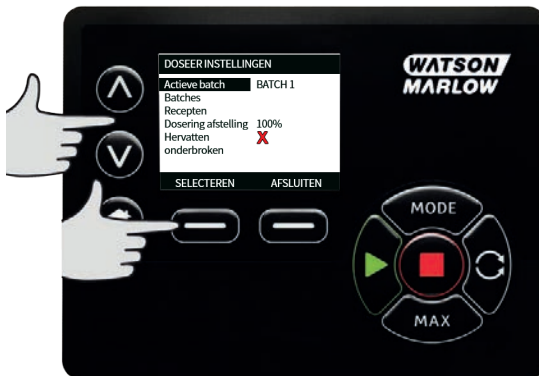 DOSEER INSTELLINGEN
Actieve batch BATCH 1
Batches
Recepten
Dosering afstelling 100%
Hervatten X
onderbroken
SELECTEREN AFSLUITEN
WATSON
MARLOW
MODE
MAX